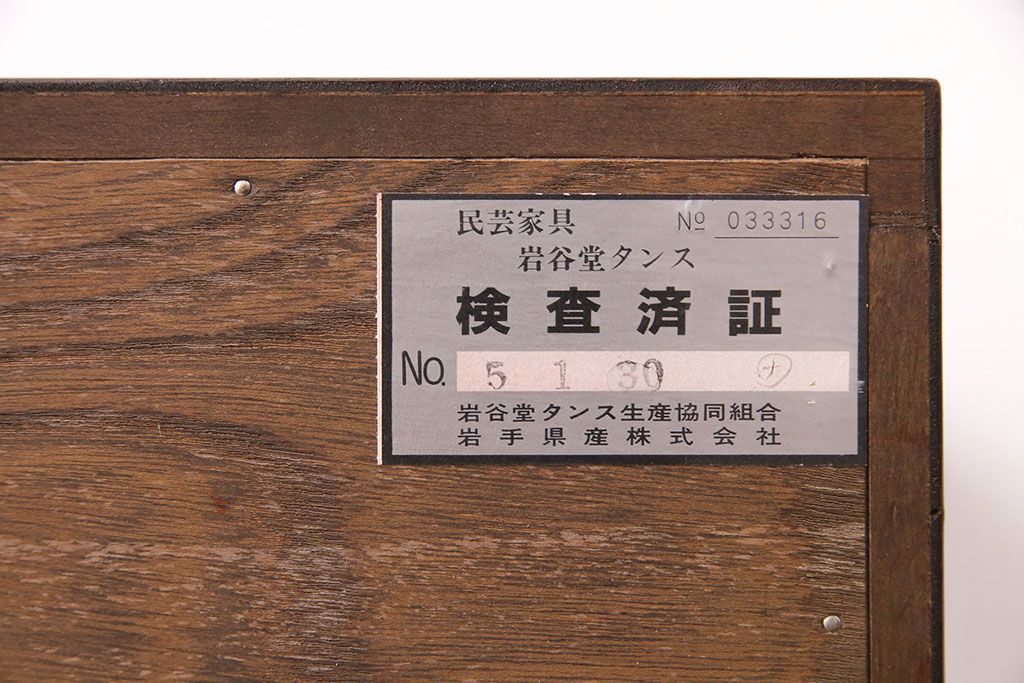 民芸家具 Nº 033316
岩谷堂タンス
検査済証
No. 5 1 30 ナ
岩谷堂タンス生産協同組合
岩手県産株式会社